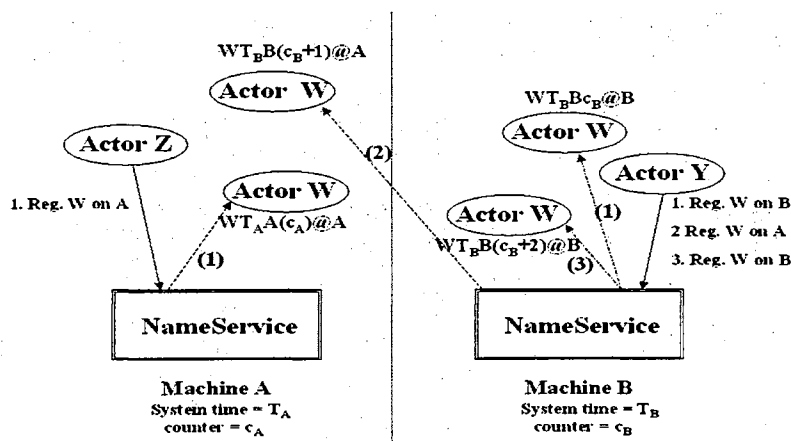 WT_BB(c_B+1)@A
Actor W
WT_BBc_B@B
Actor W
Actor Z
(2)
Actor Y
1. Reg. W on A
Actor W
WT_AA(c_A)@A
(1)
Actor W
WT_BB(c_B+2)@B
(1)
(3)
1. Reg. W on B
2 Reg. W on A
3. Reg. W on B
NameService
NameService
Machine A
System time = T_A
counter = c_A
Machine B
System time = T_B
counter = c_B